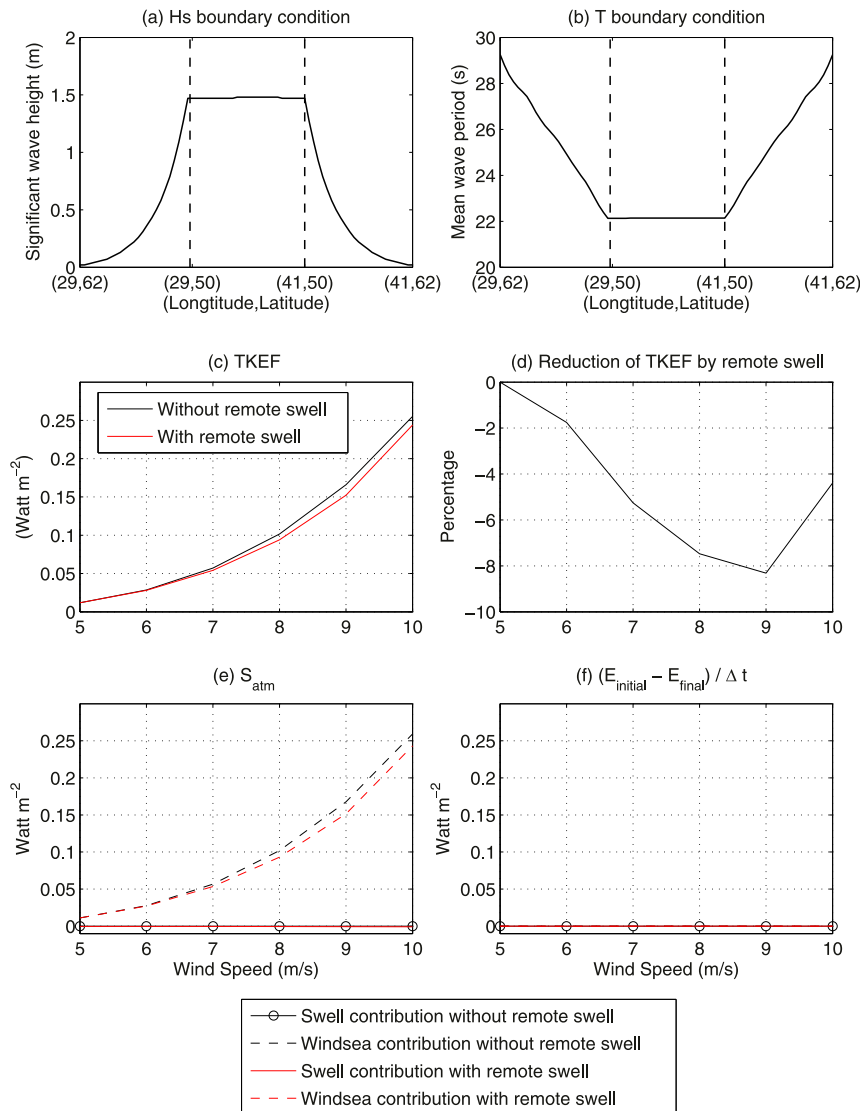 (a) Hs boundary condition
Significant wave height (m)
2
1.5
1
0.5
0
(29,62) (29,50) (41,50) (41,62)
(Longtitude,Latitude)
(b) T boundary condition
Mean wave period (s)
30
28
26
24
22
20
(29,62) (29,50) (41,50) (41,62)
(Longtitude,Latitude)
(c) TKEF
(Watt m⁻²)
0.25
0.2
0.15
0.1
0.05
0
5 6 7 8 9 10
Without remote swell
With remote swell
(d) Reduction of TKEF by remote swell
Percentage
0
−2
−4
−6
−8
−10
5 6 7 8 9 10
(e) S_atm
Watt m⁻²
0.25
0.2
0.15
0.1
0.05
0
5 6 7 8 9 10
Wind Speed (m/s)
(f) (E_initial − E_final) / Δ t
Watt m⁻²
0.25
0.2
0.15
0.1
0.05
0
5 6 7 8 9 10
Wind Speed (m/s)
Swell contribution without remote swell
Windsea contribution without remote swell
Swell contribution with remote swell
Windsea contribution with remote swell